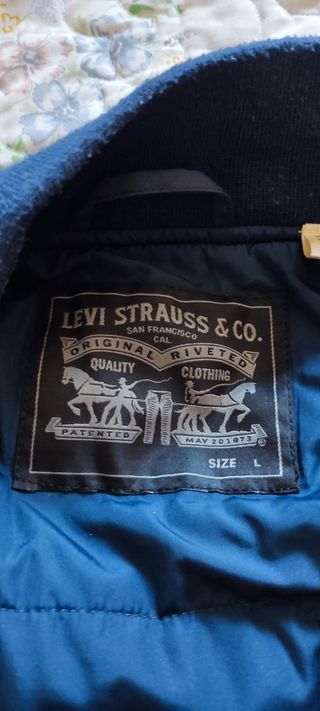 LEVI STRAUSS & CO.
SAN FRANCISCO
CAL.
ORIGINAL RIVETED
QUALITY CLOTHING
PATENTED MAY 20 1873 ®
SIZE L